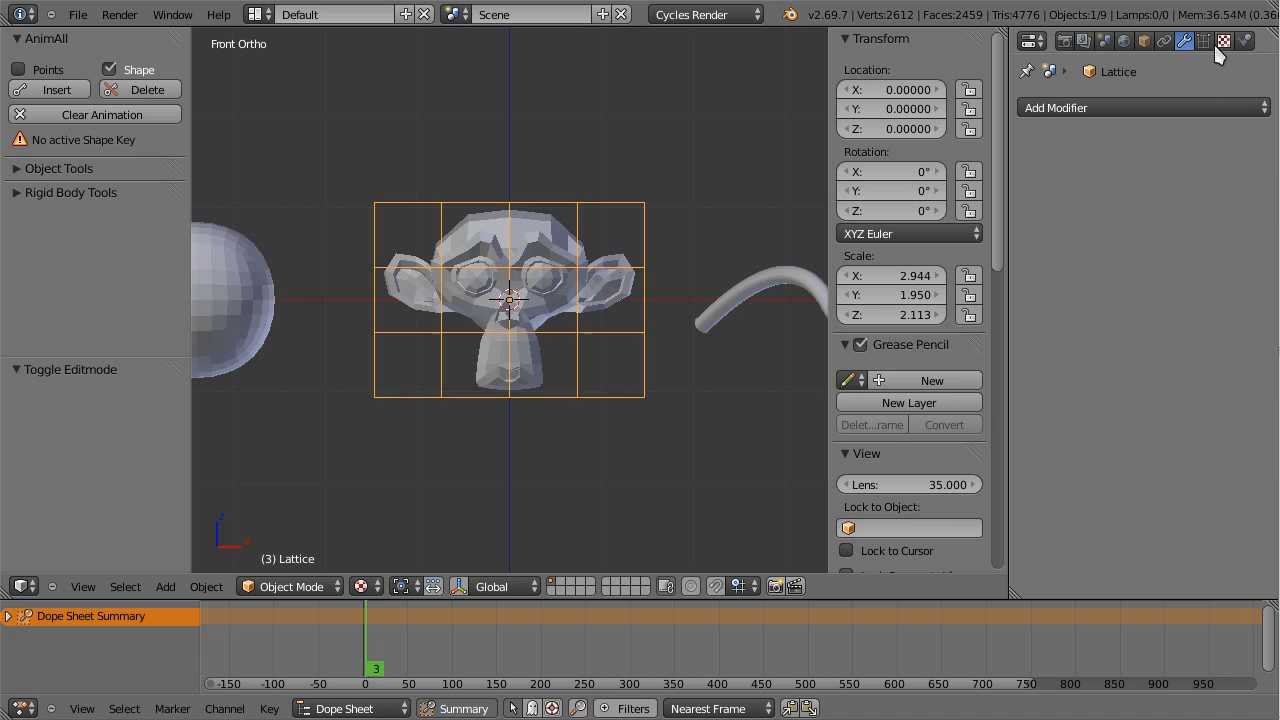 File
Render
Window
Help
Default
Scene
Cycles Render
v2.69.7 | Verts:2612 | Faces:2459 | Tris:4776 | Objects:1/9 | Lamps:0/0 | Mem:36.54M (0.36
AnimAll
Points
Shape
Insert
Delete
Clear Animation
No active Shape Key
Object Tools
Rigid Body Tools
Toggle Editmode
Front Ortho
z
x
(3) Lattice
Transform
Location:
X: 0.00000
Y: 0.00000
Z: 0.00000
Rotation:
X: 0°
Y: 0°
Z: 0°
XYZ Euler
Scale:
X: 2.944
Y: 1.950
Z: 2.113
Grease Pencil
New
New Layer
Delet...rame
Convert
View
Lens: 35.000
Lock to Object:
Lock to Cursor
Lattice
Add Modifier
View
Select
Add
Object
Object Mode
Global
Dope Sheet Summary
3
-150 -100 -50 0 50 100 150 200 250 300 350 400 450 500 550 600 650 700 750 800 850 900 950
View
Select
Marker
Channel
Key
Dope Sheet
Summary
Filters
Nearest Frame